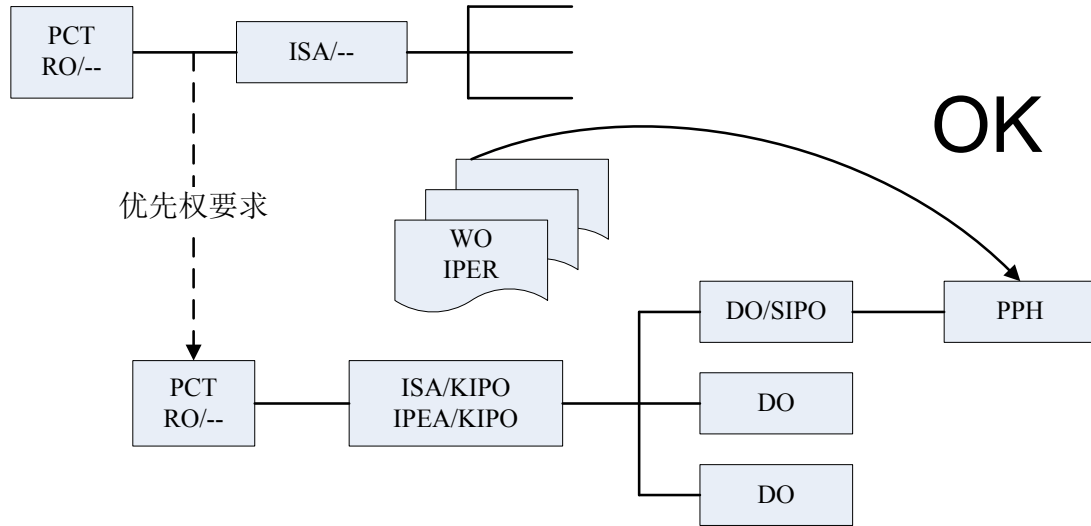 PCT
RO/--
ISA/--
OK
优先权要求
WO
IPER
DO/SIPO
PPH
PCT
RO/--
ISA/KIPO
IPEA/KIPO
DO
DO